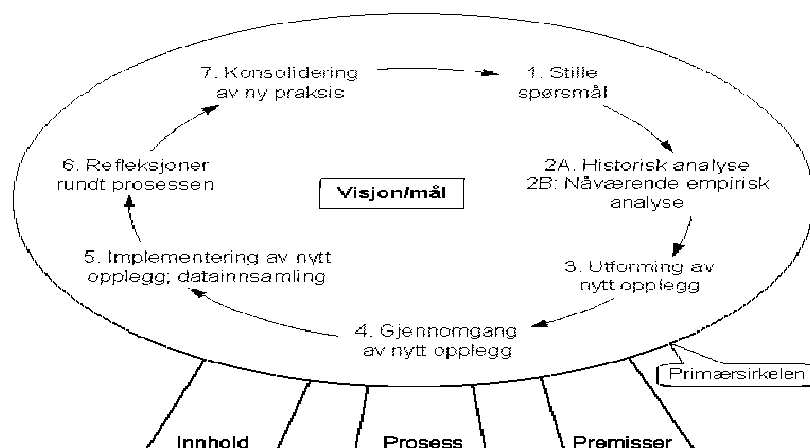 7. Konsolidering
av ny praksis
1. Stille
spørsmål
2A. Historisk analyse
2B: Nåværende empirisk
analyse
3. Utforming av
nytt opplegg
4. Gjennomgang
av nytt opplegg
5. Implementering av nytt
opplegg; datainnsamling
6. Refleksjoner
rundt prosessen
Visjon/mål
Primærsirkelen
Innhold
Prosess
Premisser